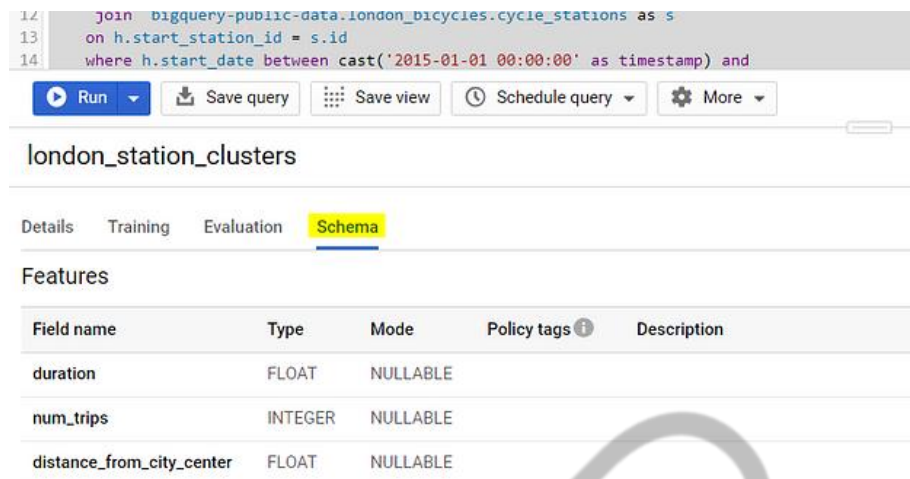 12 join `bigquery-public-data.london_bicycles.cycle_stations as s
13 on h.start_station_id = s.id
14 where h.start_date between cast('2015-01-01 00:00:00' as timestamp) and
Run Save query Save view Schedule query More
london_station_clusters
Details Training Evaluation Schema
Features
Field name Type Mode Policy tags Description
duration FLOAT NULLABLE
num_trips INTEGER NULLABLE
distance_from_city_center FLOAT NULLABLE